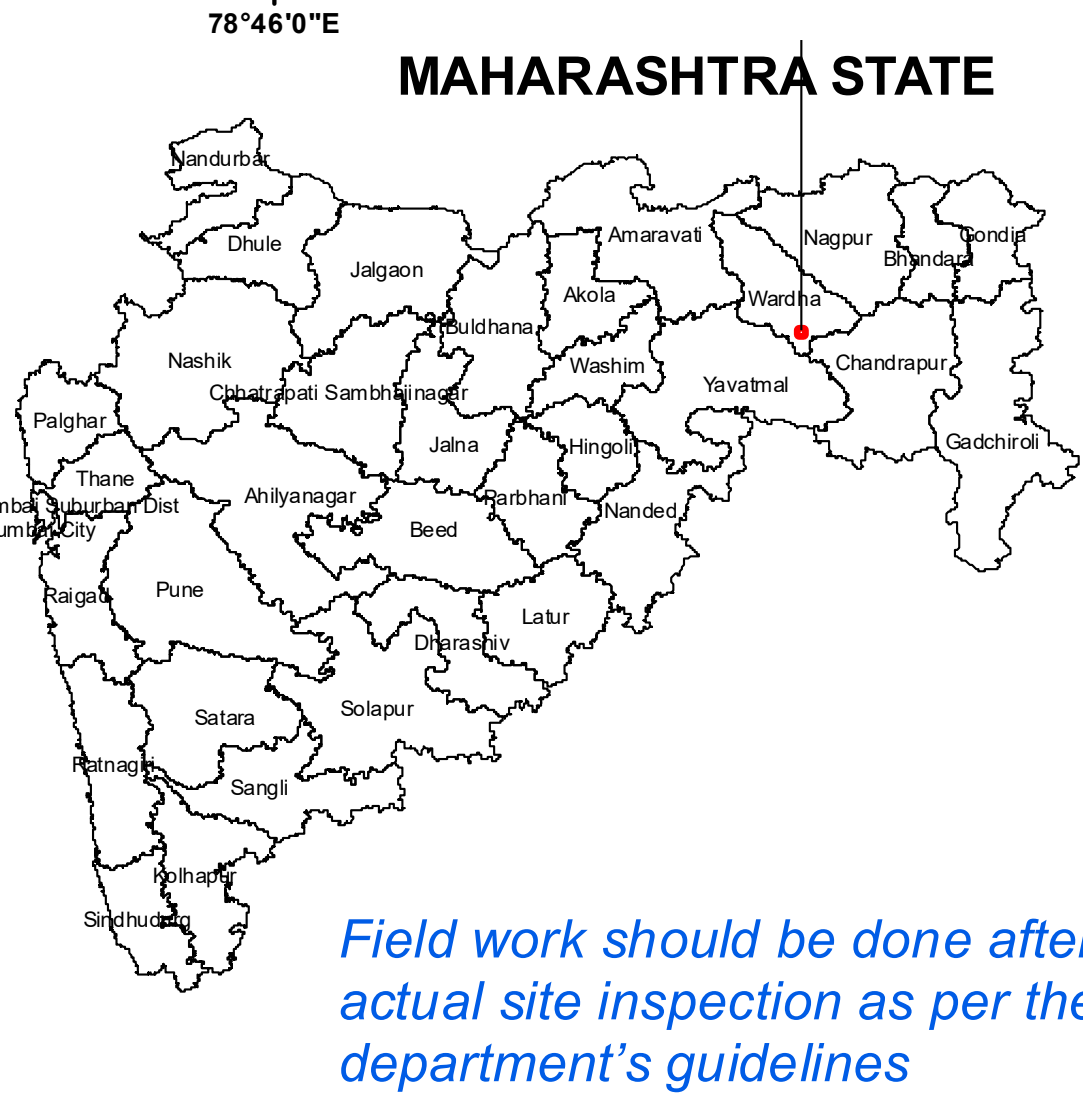 78°46'0"E
MAHARASHTRA STATE
Nandurbar
Dhule
Jalgaon
Amaravati
Nagpur
Gondia
Bhandara
Akola
Wardha
Buldhana
Nashik
Washim
Chandrapur
Yavatmal
Chhatrapati Sambhajinagar
Palghar
Jalna
Hingoli
Gadchiroli
Thane
Ahilyanagar
Parbhani
mbai Suburban Dist
Nanded
umbai City
Beed
Raigad
Pune
Latur
Dharashiv
Satara
Solapur
Ratnagiri
Sangli
Kolhapur
Sindhudurg
Field work should be done after
actual site inspection as per the
department’s guidelines